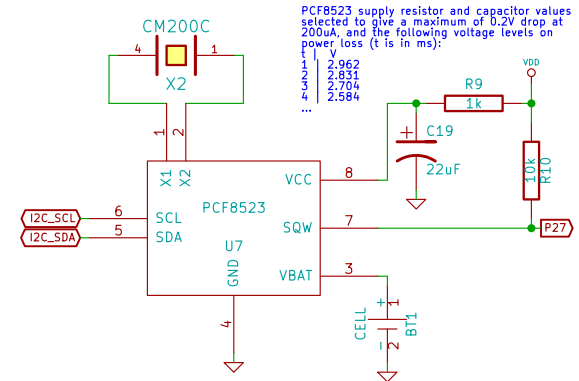 PCF8523 supply resistor and capacitor values
selected to give a maximum of 0.2V drop at
200uA, and the following voltage levels on
power loss (t is in ms):
t | V
1 | 2.962
2 | 2.831
3 | 2.704
4 | 2.584
...
CM200C
4
1
X2
VDD
R9
1k
C19
22uF
10k
R10
1
2
X1
X2
VCC
8
PCF8523
I2C_SCL
6
SCL
SQW
7
P27
I2C_SDA
5
SDA
U7
GND
VBAT
3
4
CELL
+
1
BT1
-
2